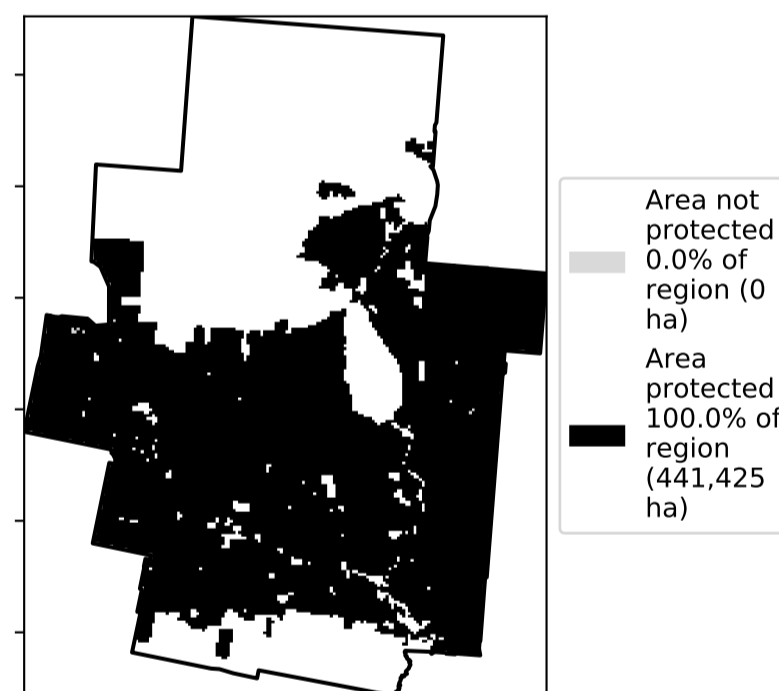 Area not
protected
0.0% of
region (0
ha)
Area
protected
100.0% of
region
(441,425
ha)